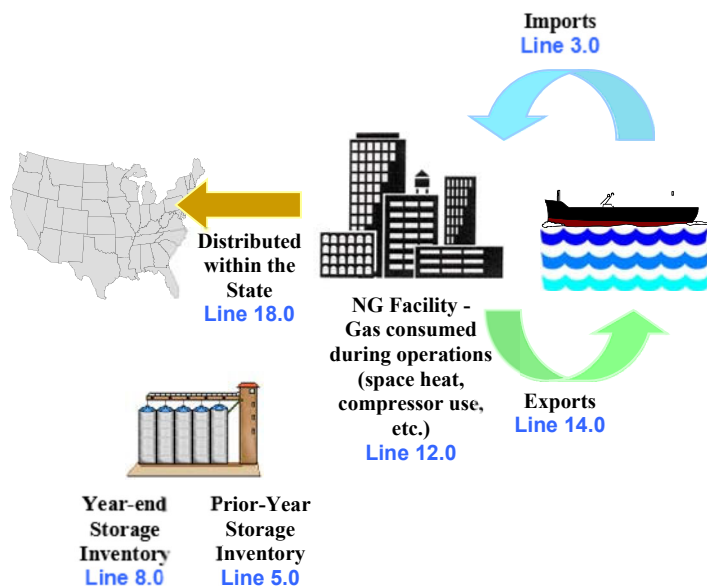 Imports
Line 3.0
Distributed
within the
State
Line 18.0
NG Facility -
Gas consumed
during operations
(space heat,
compressor use,
etc.)
Line 12.0
Exports
Line 14.0
Year-end
Storage
Inventory
Line 8.0
Prior-Year
Storage
Inventory
Line 5.0